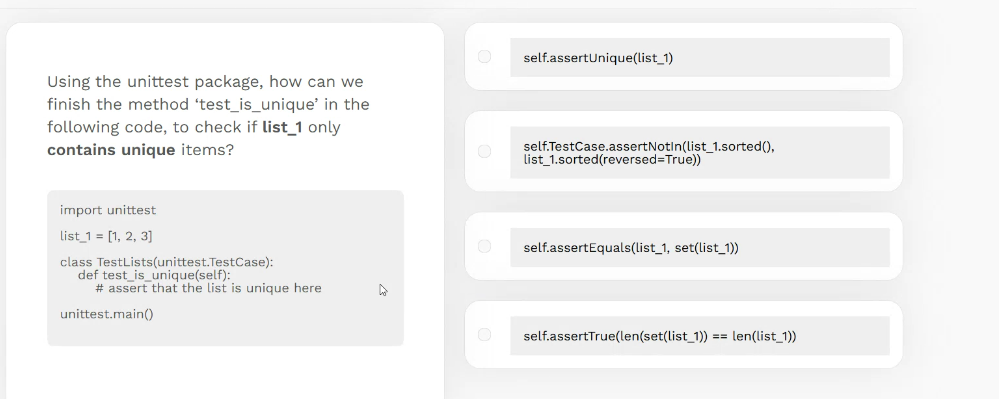 Using the unittest package, how can we
finish the method ‘test_is_unique’ in the
following code, to check if list_1 only
contains unique items?
import unittest
list_1 = [1, 2, 3]
class TestLists(unittest.TestCase):
def test_is_unique(self):
# assert that the list is unique here
unittest.main()
self.assertUnique(list_1)
self.TestCase.assertNotIn(list_1.sorted(),
list_1.sorted(reversed=True))
self.assertEquals(list_1, set(list_1))
self.assertTrue(len(set(list_1)) == len(list_1))